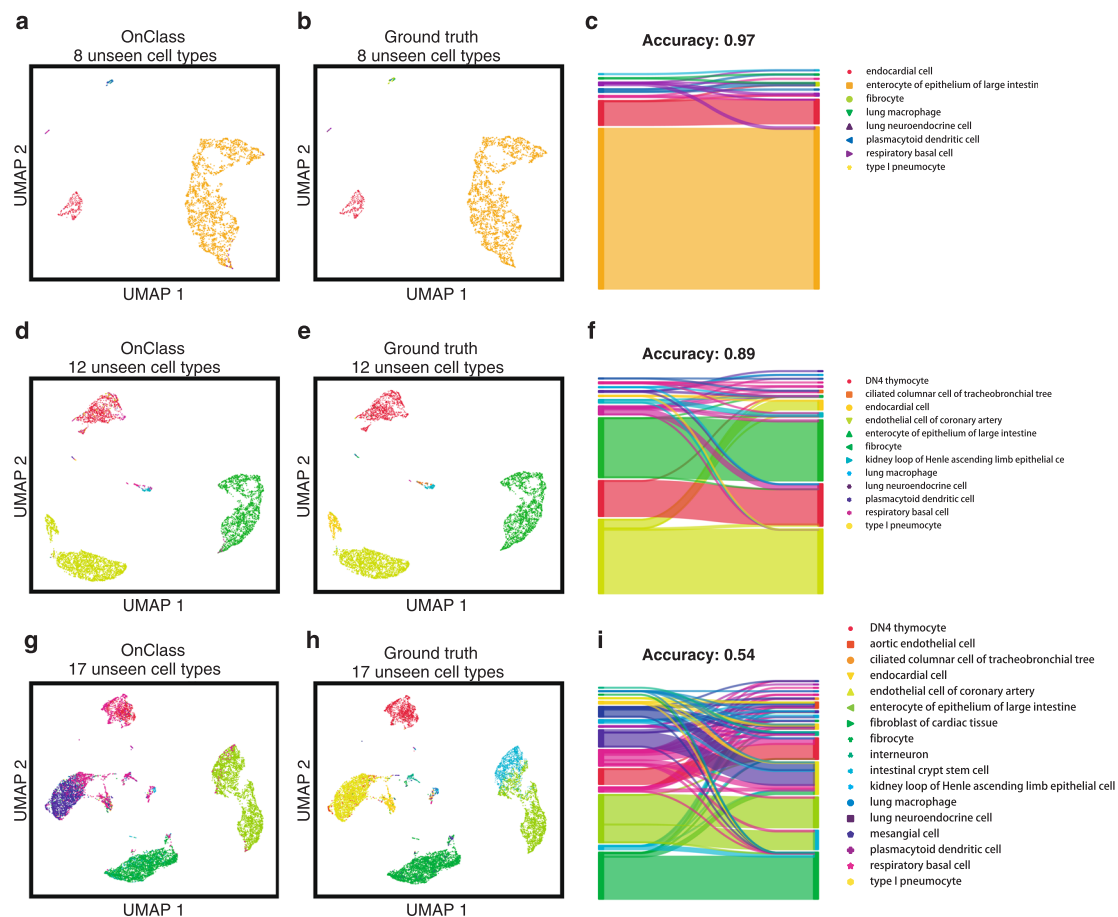 a
OnClass
8 unseen cell types
UMAP 2
UMAP 1
b
Ground truth
8 unseen cell types
UMAP 2
UMAP 1
c
Accuracy: 0.97
endocardial cell
enterocyte of epithelium of large intestin
fibrocyte
lung macrophage
lung neuroendocrine cell
plasmacytoid dendritic cell
respiratory basal cell
type I pneumocyte
d
OnClass
12 unseen cell types
UMAP 2
UMAP 1
e
Ground truth
12 unseen cell types
UMAP 2
UMAP 1
f
Accuracy: 0.89
DN4 thymocyte
ciliated columnar cell of tracheobronchial tree
endocardial cell
endothelial cell of coronary artery
enterocyte of epithelium of large intestine
fibrocyte
kidney loop of Henle ascending limb epithelial ce
lung macrophage
lung neuroendocrine cell
plasmacytoid dendritic cell
respiratory basal cell
type I pneumocyte
g
OnClass
17 unseen cell types
UMAP 2
UMAP 1
h
Ground truth
17 unseen cell types
UMAP 2
UMAP 1
i
Accuracy: 0.54
DN4 thymocyte
aortic endothelial cell
ciliated columnar cell of tracheobronchial tree
endocardial cell
endothelial cell of coronary artery
enterocyte of epithelium of large intestine
fibroblast of cardiac tissue
fibrocyte
interneuron
intestinal crypt stem cell
kidney loop of Henle ascending limb epithelial cell
lung macrophage
lung neuroendocrine cell
mesangial cell
plasmacytoid dendritic cell
respiratory basal cell
type I pneumocyte